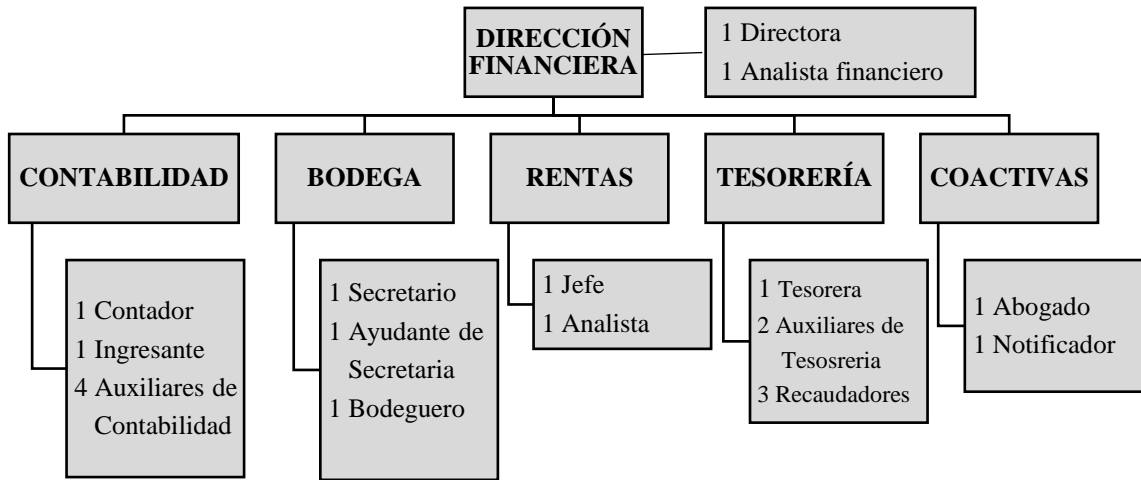 DIRECCIÓN
FINANCIERA
1 Directora
1 Analista financiero
CONTABILIDAD
BODEGA
RENTAS
TESORERÍA
COACTIVAS
1 Contador
1 Ingresante
4 Auxiliares de
Contabilidad
1 Secretario
1 Ayudante de
Secretaria
1 Bodeguero
1 Jefe
1 Analista
1 Tesorera
2 Auxiliares de
Tesosreria
3 Recaudadores
1 Abogado
1 Notificador